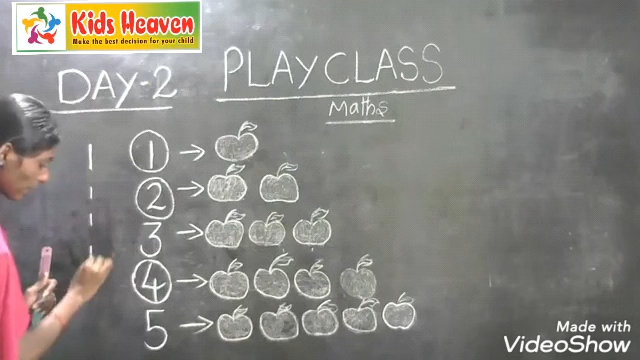 Kids Heaven
Make the best decision for your child
DAY-2 PLAY CLASS
Maths
1 →
2 →
3 →
4 →
5 →
Made with
VideoShow